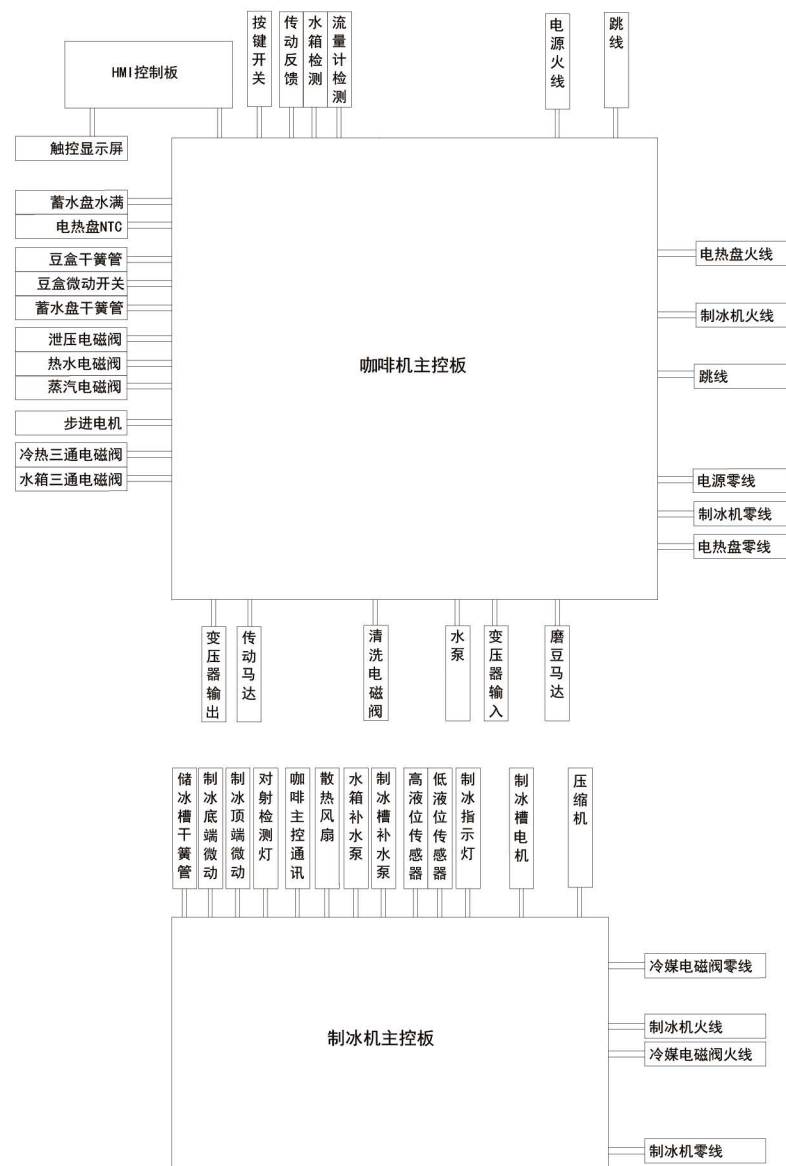 按键开关
传动反馈
水箱检测
流量计检测
电源火线
跳线
HMI控制板
触控显示屏
蓄水盘水满
电热盘NTC
豆盒干簧管
豆盒微动开关
蓄水盘干簧管
泄压电磁阀
热水电磁阀
蒸汽电磁阀
步进电机
冷热三通电磁阀
水箱三通电磁阀
咖啡机主控板
电热盘火线
制冰机火线
跳线
电源零线
制冰机零线
电热盘零线
变压器输出
传动马达
清洗电磁阀
水泵
变压器输入
磨豆马达
储冰槽干簧管
制冰底端微动
制冰顶端微动
对射检测灯
咖啡主控通讯
散热风扇
水箱补水泵
制冰槽补水泵
高液位传感器
低液位传感器
制冰指示灯
制冰槽电机
压缩机
制冰机主控板
冷媒电磁阀零线
制冰机火线
冷媒电磁阀火线
制冰机零线